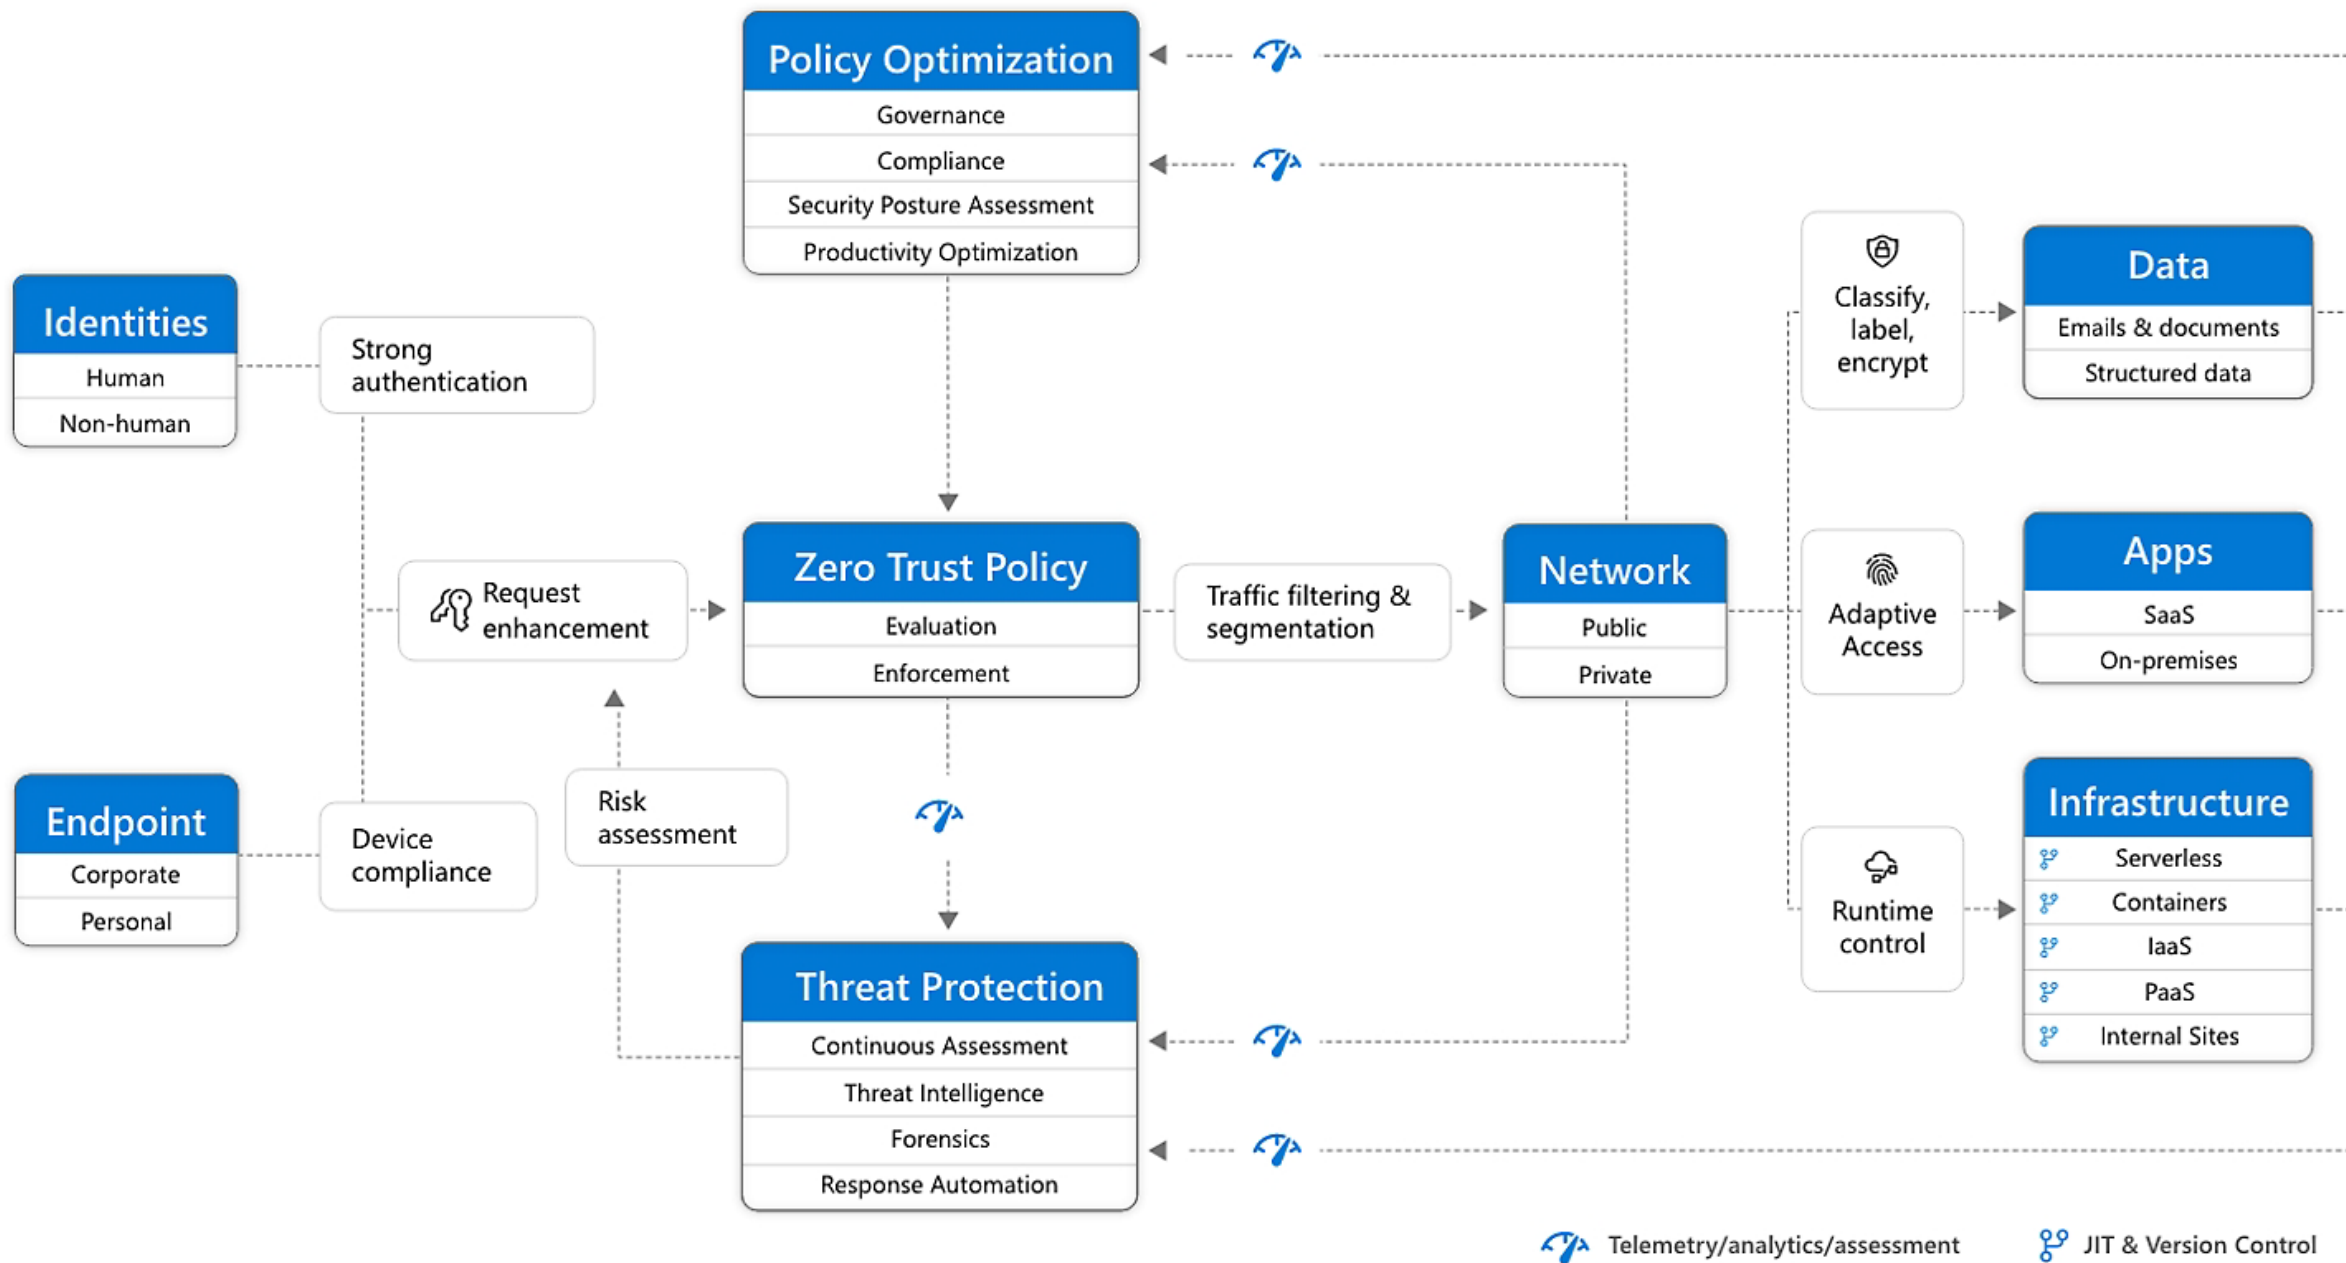 Policy Optimization
Governance
Compliance
Security Posture Assessment
Productivity Optimization
Identities
Human
Non-human
Strong
authentication
Endpoint
Corporate
Personal
Device
compliance
Request
enhancement
Risk
assessment
Zero Trust Policy
Evaluation
Enforcement
Threat Protection
Continuous Assessment
Threat Intelligence
Forensics
Response Automation
Traffic filtering &
segmentation
Network
Public
Private
Classify,
label,
encrypt
Data
Emails & documents
Structured data
Adaptive
Access
Apps
SaaS
On-premises
Runtime
control
Infrastructure
Serverless
Containers
IaaS
PaaS
Internal Sites
Telemetry/analytics/assessment
JIT & Version Control